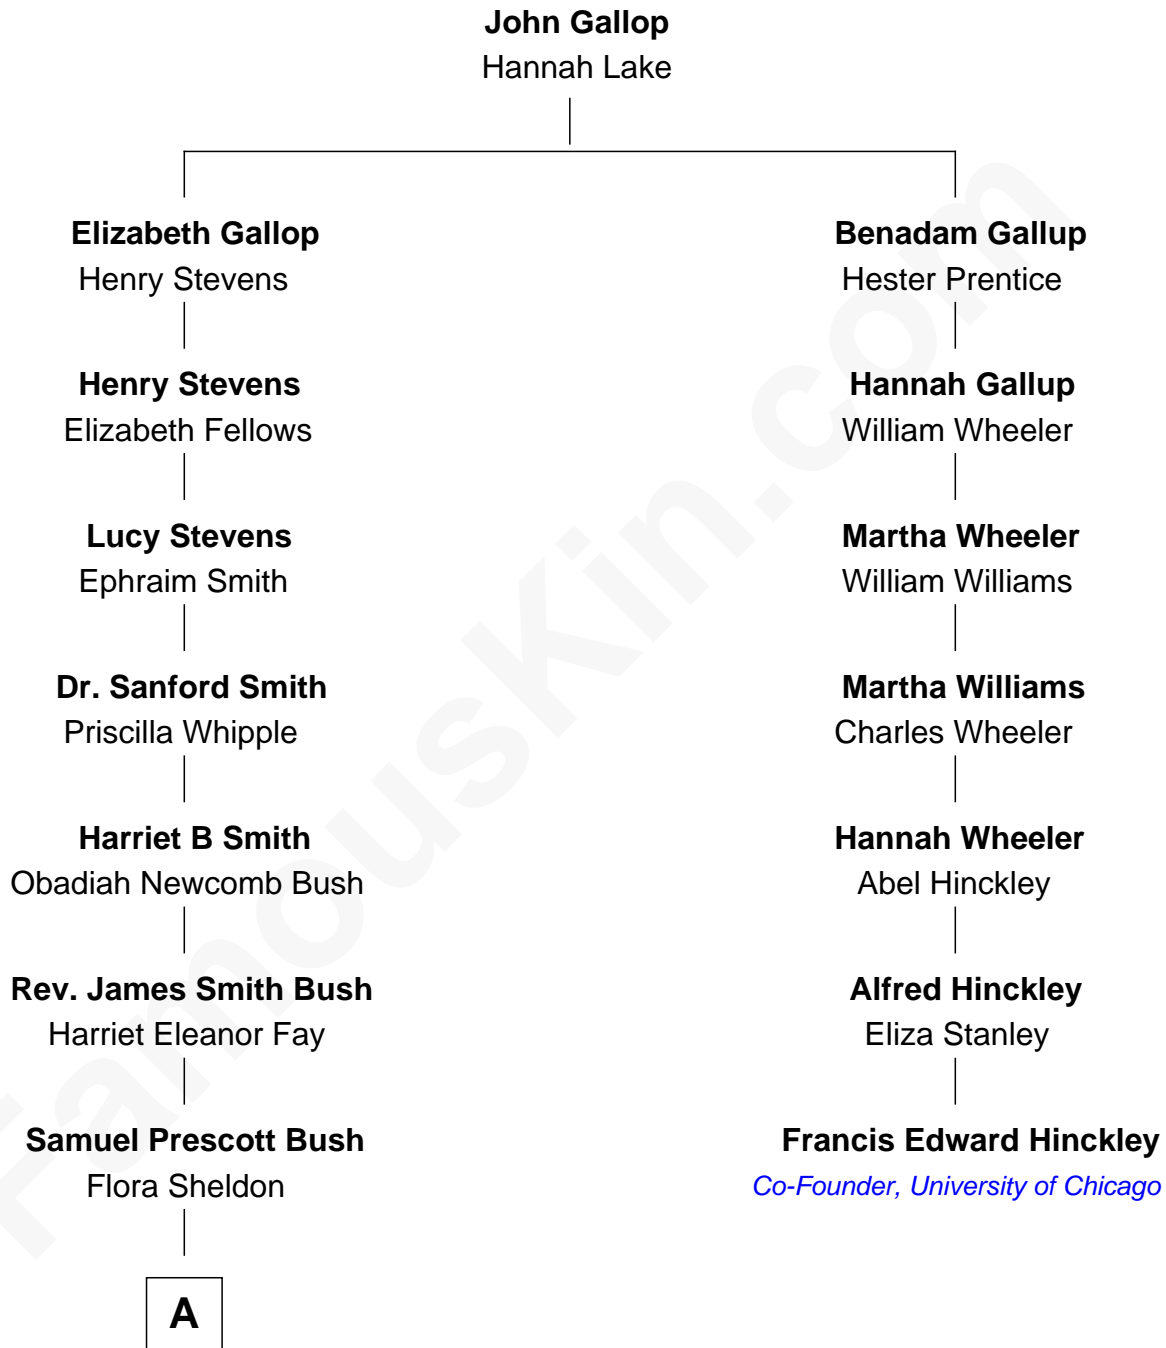 John Gallop
Hannah Lake
Elizabeth Gallop
Henry Stevens
Benadam Gallup
Hester Prentice
Henry Stevens
Elizabeth Fellows
Hannah Gallup
William Wheeler
Lucy Stevens
Ephraim Smith
Martha Wheeler
William Williams
Dr. Sanford Smith
Priscilla Whipple
Martha Williams
Charles Wheeler
Harriet B Smith
Obadiah Newcomb Bush
Hannah Wheeler
Abel Hinckley
Rev. James Smith Bush
Harriet Eleanor Fay
Alfred Hinckley
Eliza Stanley
Samuel Prescott Bush
Flora Sheldon
Francis Edward Hinckley
Co-Founder, University of Chicago
A
FamousKin.com